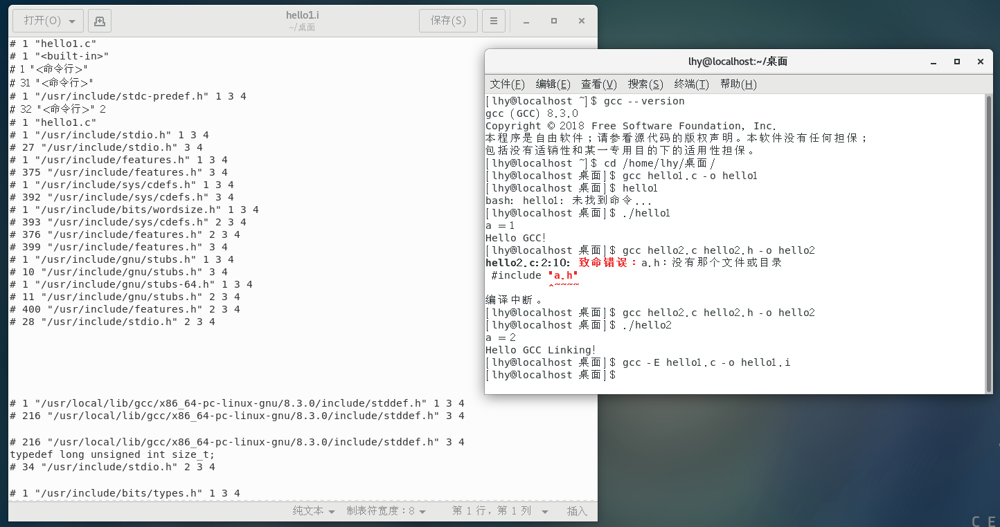 打开(O)
hello1.i
~/桌面
保存(S)
# 1 "hello1.c"
# 1 "<built-in>"
# 1 "<命令行>"
# 31 "<命令行>"
# 1 "/usr/include/stdc-predef.h" 1 3 4
# 32 "<命令行>" 2
# 1 "hello1.c"
# 1 "/usr/include/stdio.h" 1 3 4
# 27 "/usr/include/stdio.h" 3 4
# 1 "/usr/include/features.h" 1 3 4
# 375 "/usr/include/features.h" 3 4
# 1 "/usr/include/sys/cdefs.h" 1 3 4
# 392 "/usr/include/sys/cdefs.h" 3 4
# 1 "/usr/include/bits/wordsize.h" 1 3 4
# 393 "/usr/include/sys/cdefs.h" 2 3 4
# 376 "/usr/include/features.h" 2 3 4
# 399 "/usr/include/features.h" 3 4
# 1 "/usr/include/gnu/stubs.h" 1 3 4
# 10 "/usr/include/gnu/stubs.h" 3 4
# 1 "/usr/include/gnu/stubs-64.h" 1 3 4
# 11 "/usr/include/gnu/stubs.h" 2 3 4
# 400 "/usr/include/features.h" 2 3 4
# 28 "/usr/include/stdio.h" 2 3 4
# 1 "/usr/local/lib/gcc/x86_64-pc-linux-gnu/8.3.0/include/stddef.h" 1 3 4
# 216 "/usr/local/lib/gcc/x86_64-pc-linux-gnu/8.3.0/include/stddef.h" 3 4
# 216 "/usr/local/lib/gcc/x86_64-pc-linux-gnu/8.3.0/include/stddef.h" 3 4
typedef long unsigned int size_t;
# 34 "/usr/include/stdio.h" 2 3 4
# 1 "/usr/include/bits/types.h" 1 3 4
纯文本 制表符宽度：8 第 1 行，第 1 列 插入
lhy@localhost:~/桌面
文件(F) 编辑(E) 查看(V) 搜索(S) 终端(T) 帮助(H)
[lhy@localhost ~]$ gcc --version
gcc (GCC) 8.3.0
Copyright © 2018 Free Software Foundation, Inc.
本程序是自由软件；请参看源代码的版权声明。本软件没有任何担保；
包括没有适销性和某一专用目的下的适用性担保。
[lhy@localhost ~]$ cd /home/lhy/桌面/
[lhy@localhost 桌面]$ gcc hello1.c -o hello1
[lhy@localhost 桌面]$ hello1
bash: hello1: 未找到命令...
[lhy@localhost 桌面]$ ./hello1
a = 1
Hello GCC!
[lhy@localhost 桌面]$ gcc hello2.c hello2.h -o hello2
hello2.c:2:10: 致命错误：a.h：没有那个文件或目录
#include "a.h"
^~~~~
编译中断。
[lhy@localhost 桌面]$ gcc hello2.c hello2.h -o hello2
[lhy@localhost 桌面]$ ./hello2
a = 2
Hello GCC Linking!
[lhy@localhost 桌面]$ gcc -E hello1.c -o hello1.i
[lhy@localhost 桌面]$
C E